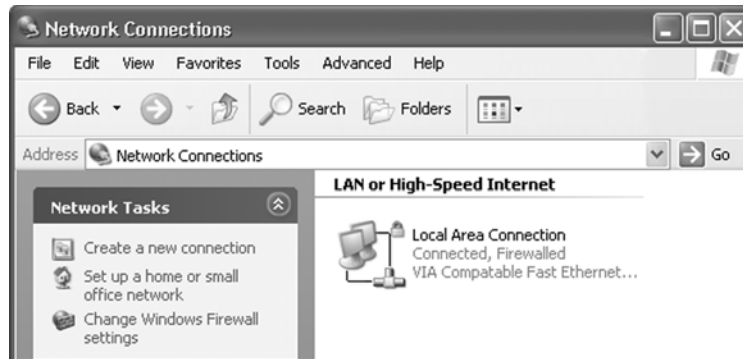 Network Connections
File Edit View Favorites Tools Advanced Help
Back Search Folders
Address Network Connections Go
Network Tasks
Create a new connection
Set up a home or small
office network
Change Windows Firewall
settings
LAN or High-Speed Internet
Local Area Connection
Connected, Firewalled
VIA Compatable Fast Ethernet...